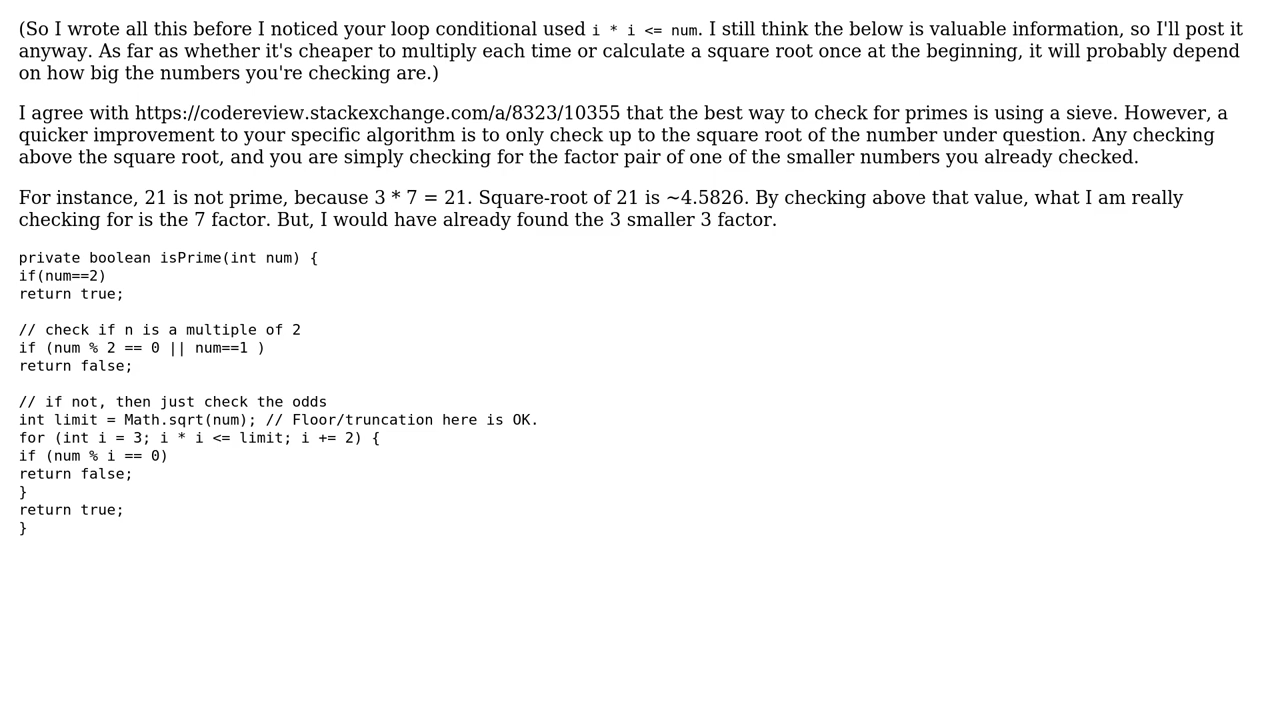 (So I wrote all this before I noticed your loop conditional used i * i <= num. I still think the below is valuable information, so I'll post it
anyway. As far as whether it's cheaper to multiply each time or calculate a square root once at the beginning, it will probably depend
on how big the numbers you're checking are.)
I agree with https://codereview.stackexchange.com/a/8323/10355 that the best way to check for primes is using a sieve. However, a
quicker improvement to your specific algorithm is to only check up to the square root of the number under question. Any checking
above the square root, and you are simply checking for the factor pair of one of the smaller numbers you already checked.
For instance, 21 is not prime, because 3 * 7 = 21. Square-root of 21 is ~4.5826. By checking above that value, what I am really
checking for is the 7 factor. But, I would have already found the 3 smaller 3 factor.
private boolean isPrime(int num) {
if(num==2)
return true;
// check if n is a multiple of 2
if (num % 2 == 0 || num==1 )
return false;
// if not, then just check the odds
int limit = Math.sqrt(num); // Floor/truncation here is OK.
for (int i = 3; i * i <= limit; i += 2) {
if (num % i == 0)
return false;
}
return true;
}